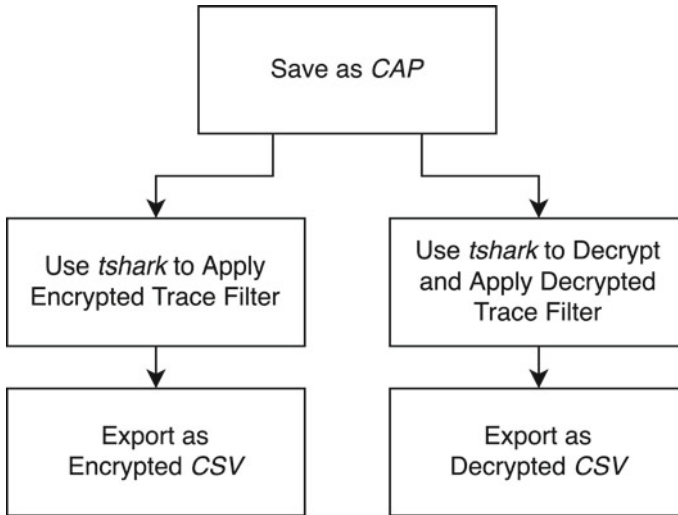 Save as CAP
Use tshark to Apply
Encrypted Trace Filter
Use tshark to Decrypt
and Apply Decrypted
Trace Filter
Export as
Encrypted CSV
Export as
Decrypted CSV